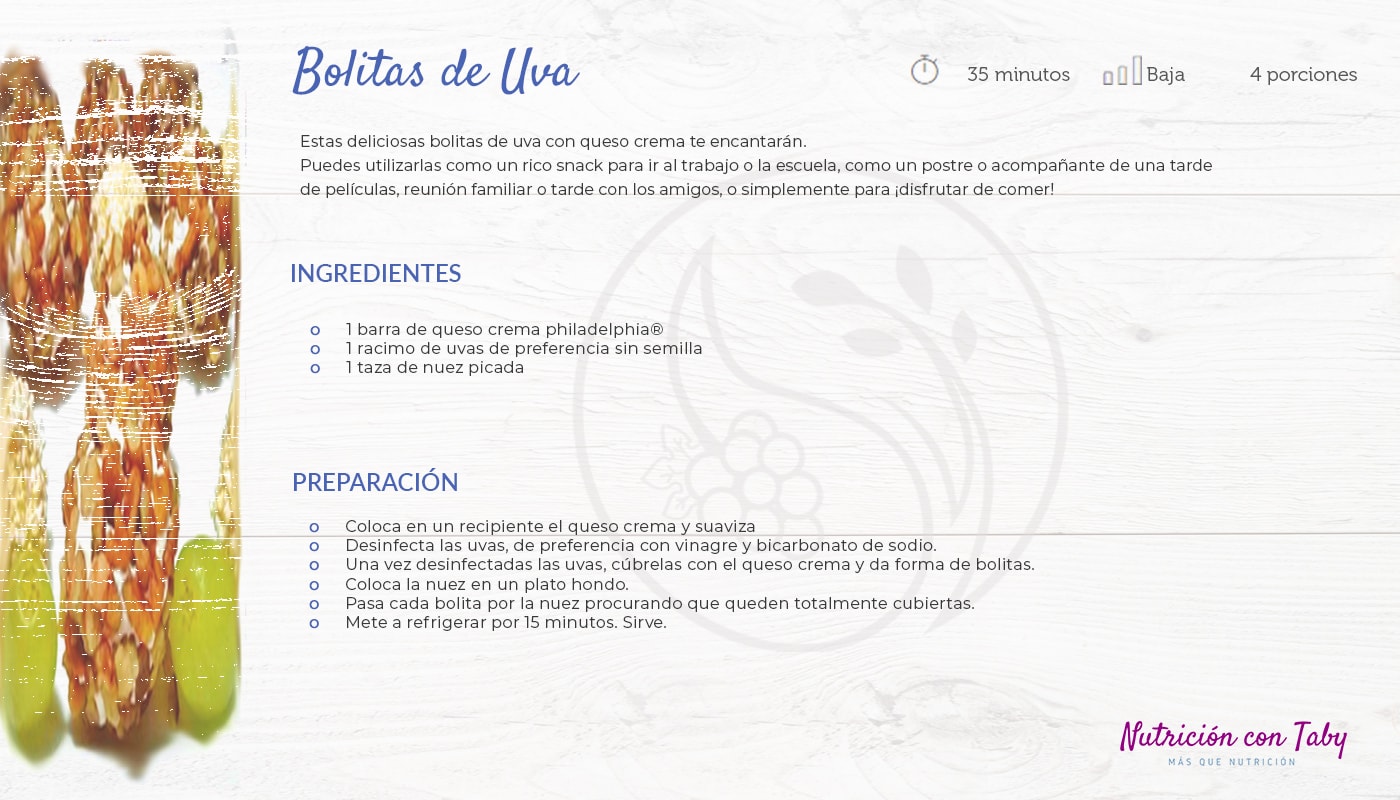 Bolitas de Uva
35 minutos
Baja
4 porciones
Estas deliciosas bolitas de uva con queso crema te encantarán.
Puedes utilizarlas como un rico snack para ir al trabajo o la escuela, como un postre o acompañante de una tarde
de películas, reunión familiar o tarde con los amigos, o simplemente para ¡disfrutar de comer!
INGREDIENTES
o 1 barra de queso crema philadelphia®
o 1 racimo de uvas de preferencia sin semilla
o 1 taza de nuez picada
PREPARACIÓN
o Coloca en un recipiente el queso crema y suaviza
o Desinfecta las uvas, de preferencia con vinagre y bicarbonato de sodio.
o Una vez desinfectadas las uvas, cúbrelas con el queso crema y da forma de bolitas.
o Coloca la nuez en un plato hondo.
o Pasa cada bolita por la nuez procurando que queden totalmente cubiertas.
o Mete a refrigerar por 15 minutos. Sirve.
Nutrición con Taby
MÁS QUE NUTRICIÓN